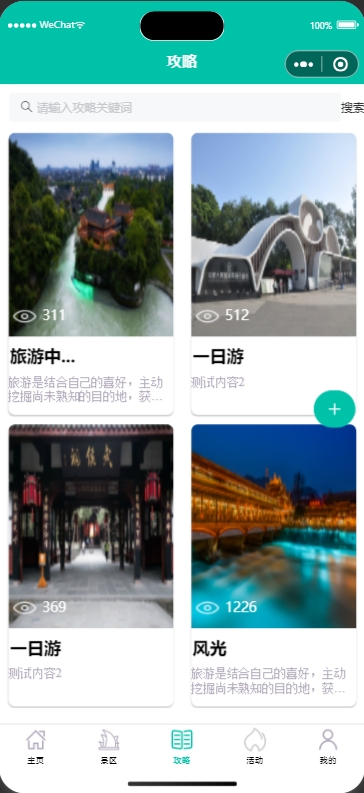 WeChat 100%
攻略
请输入攻略关键词 搜索
311
512
旅游中...
一日游
旅游是结合自己的喜好，主动
挖掘尚未熟知的目的地，获...
测试内容2
武侯祠
369
1226
一日游
风光
测试内容2
旅游是结合自己的喜好，主动
挖掘尚未熟知的目的地，获...
主页 景区 攻略 活动 我的